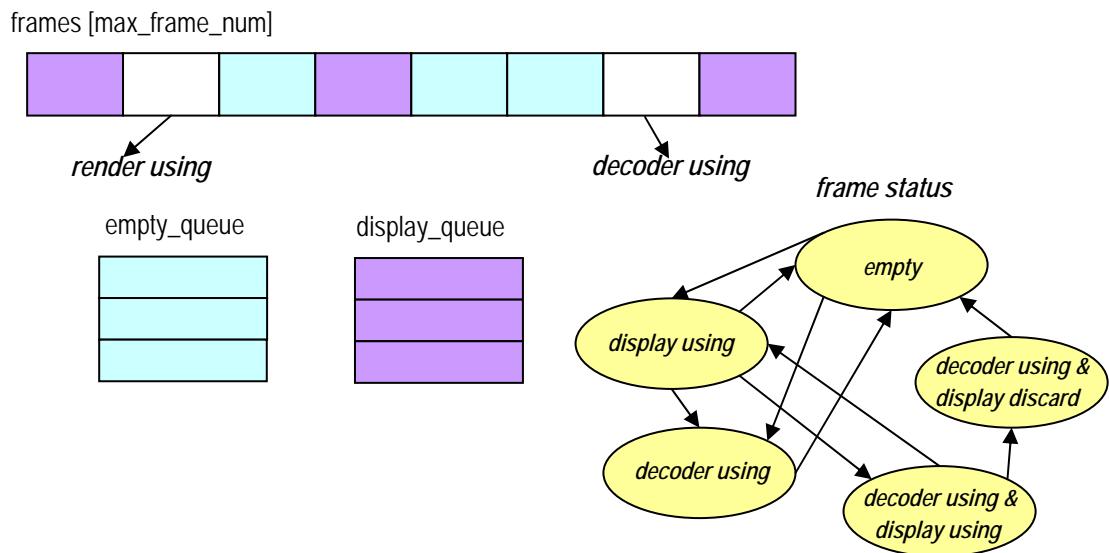 frames [max_frame_num]
render using
decoder using
frame status
empty_queue
display_queue
empty
display using
decoder using &
display discard
decoder using
decoder using &
display using